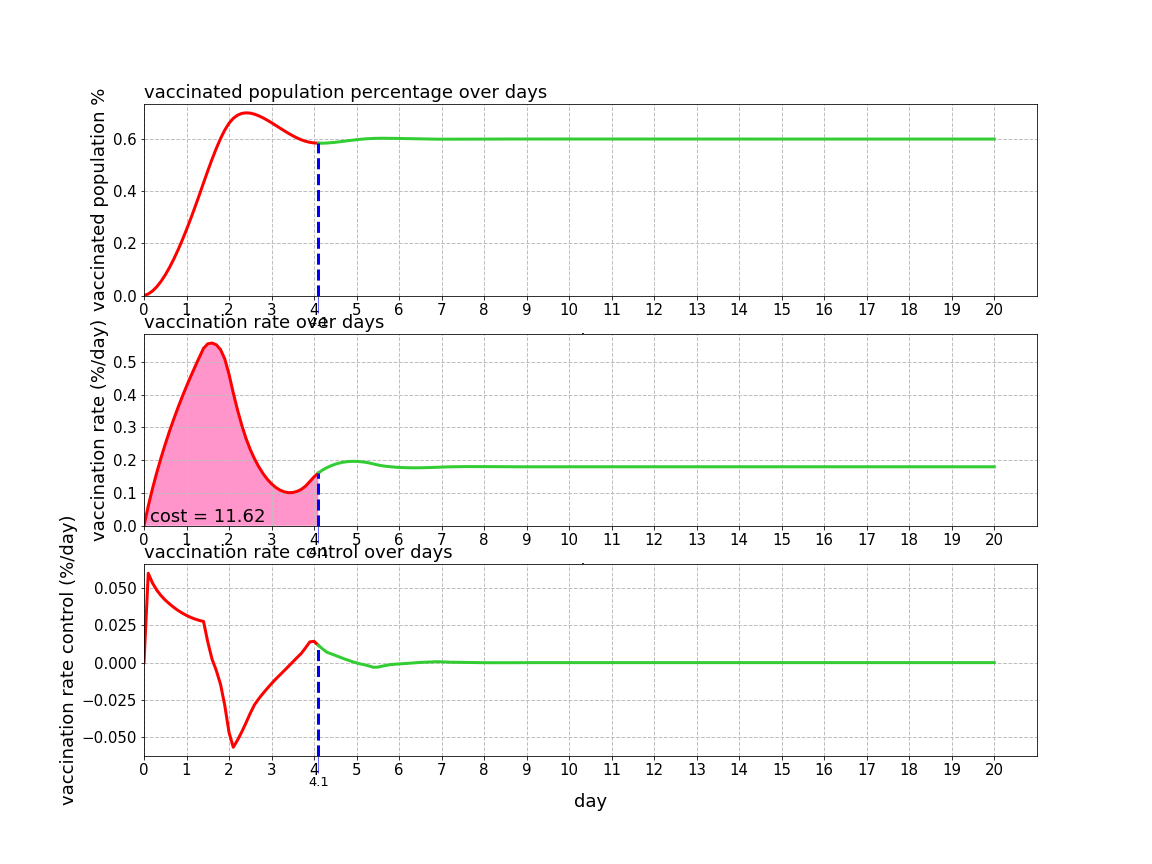 vaccinated population percentage over days
vaccinated population %
0.6
0.4
0.2
0.0
0 1 2 3 4 5 6 7 8 9 10 11 12 13 14 15 16 17 18 19 20
4.1
vaccination rate over days
vaccination rate (%/day)
0.5
0.4
0.3
0.2
0.1
0.0
cost = 11.62
0 1 2 3 4 5 6 7 8 9 10 11 12 13 14 15 16 17 18 19 20
4.1
vaccination rate control over days
vaccination rate control (%/day)
0.050
0.025
0.000
−0.025
−0.050
0 1 2 3 4 5 6 7 8 9 10 11 12 13 14 15 16 17 18 19 20
4.1
day